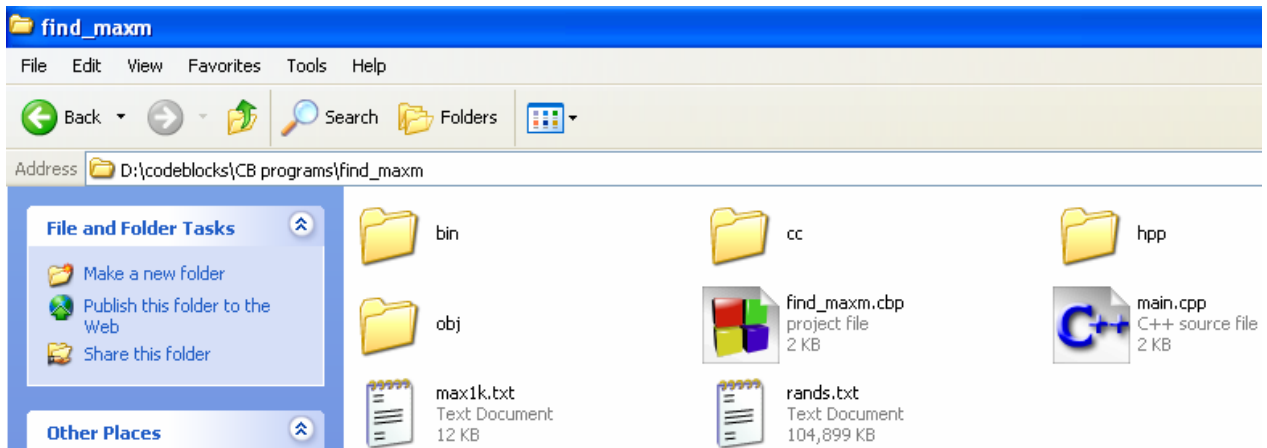 find_maxm
File Edit View Favorites Tools Help
Back Search Folders
Address D:\codeblocks\CB programs\find_maxm
File and Folder Tasks
Make a new folder
Publish this folder to the
Web
Share this folder
Other Places
bin
cc
hpp
obj
find_maxm.cbp
project file
2 KB
main.cpp
C++ source file
2 KB
max1k.txt
Text Document
12 KB
rands.txt
Text Document
104,899 KB
C++